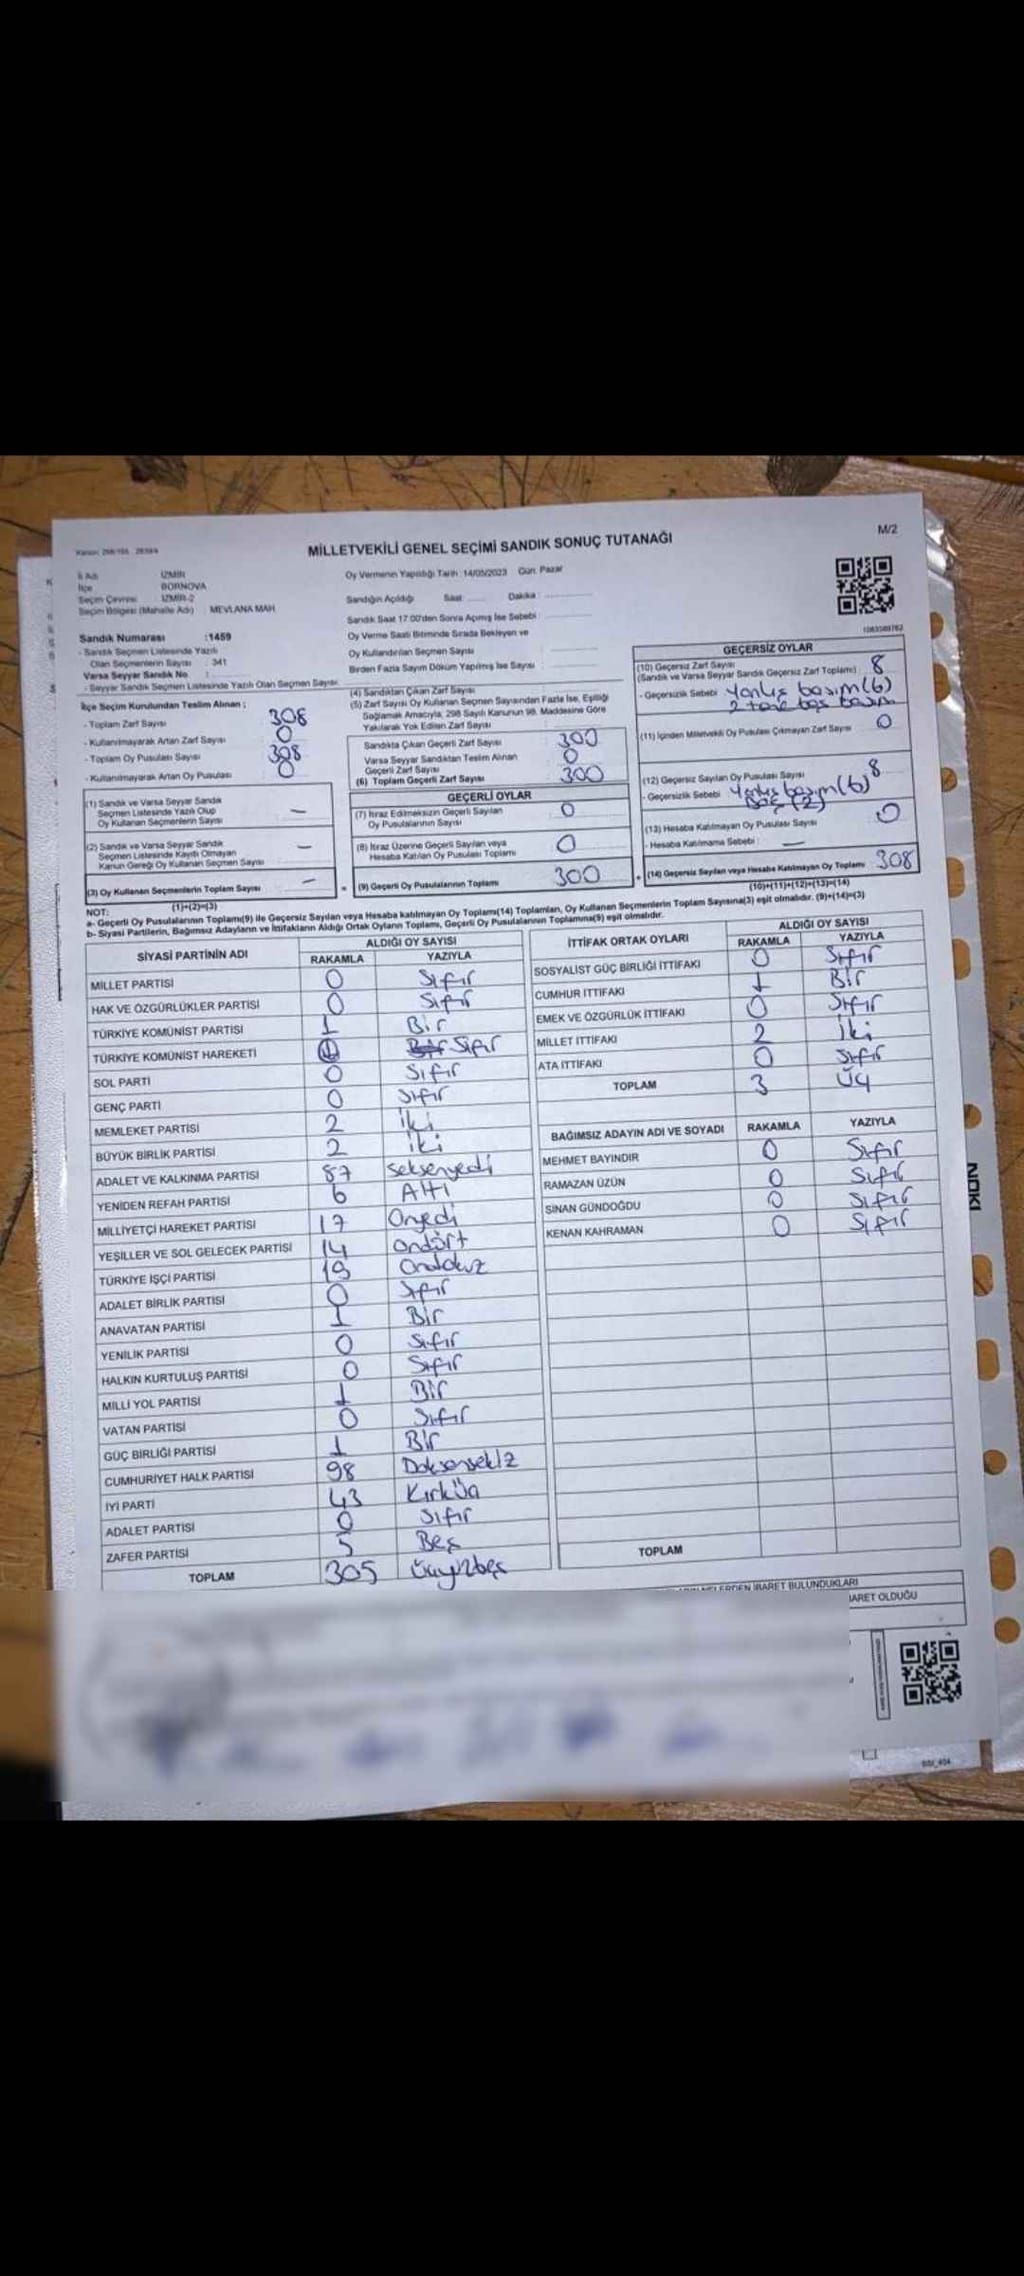 M/2
MİLLETVEKİLİ GENEL SEÇİMİ SANDIK SONUÇ TUTANAĞI
İli Adı İZMİR
İlçe BORNOVA
Seçim Çevresi İZMİR-2
Seçim Bölgesi (Mahalle Adı) : MEVLANA MAH.
Oy Vermenin Yapıldığı Tarih :14/05/2023 Gün: Pazar
Sandığın Açıldığı Saat: Dakika :
Sandık Saat 17.00'den Sonra Açımış İse Sebebi
Oy Verme Saati Bitiminde Sırada Bekleyen ve
Oy Kullandırılan Seçmen Sayısı
Birden Fazla Sayım Döküm Yapılmış İse Sayısı
Sandık Numarası :1459
- Sandık Seçmen Listesinde Yazılı
Olan Seçmenlerin Sayısı : 341
Varsa Seyyar Sandık No :
- Seyyar Sandık Seçmen Listesinde Yazılı Olan Seçmen Sayısı:
İlçe Seçim Kurulundan Teslim Alınan ;
- Toplam Zarf Sayısı 308
- Kullanılmayarak Artan Zarf Sayısı 0
- Toplam Oy Pusulası Sayısı 308
- Kullanılmayarak Artan Oy Pusulası 0
(1) Sandık ve Varsa Seyyar Sandık
Seçmen Listesinde Yazılı Olup
Oy Kullanan Seçmenlerin Sayısı –
(2) Sandık ve Varsa Seyyar Sandık
Seçmen Listesinde Kayıtlı Olmayan
Kanun Gereği Oy Kullanan Seçmen Sayısı –
(3) Oy Kullanan Seçmenlerin Toplam Sayısı –
(1)+(2)=(3)
(4) Sandıktan Çıkan Zarf Sayısı
(5) Zarf Sayısı Oy Kullanan Seçmen Sayısından Fazla İse, Eşitliği
Sağlamak Amacıyla, 298 Sayılı Kanunun 98. Maddesine Göre
Yakılarak Yok Edilen Zarf Sayısı
Sandıkta Çıkan Geçerli Zarf Sayısı 300
Varsa Seyyar Sandıktan Teslim Alınan
Geçerli Zarf Sayısı 0
(6) Toplam Geçerli Zarf Sayısı 300
GEÇERLİ OYLAR
(7) İtiraz Edilmeksizin Geçerli Sayılan
Oy Pusulalarının Sayısı 0
(8) İtiraz Üzerine Geçerli Sayılan veya
Hesaba Katılan Oy Pusulası Toplamı 0
= (9) Geçerli Oy Pusulalarının Toplamı 300
GEÇERSİZ OYLAR
(10) Geçersiz Zarf Sayısı
(Sandık ve Varsa Seyyar Sandık Geçersiz Zarf Toplamı) : 8
- Geçersizlik Sebebi Yanlış basım (6)
2 tane boş basım
(11) İçinden Milletvekili Oy Pusulası Çıkmayan Zarf Sayısı 0
(12) Geçersiz Sayılan Oy Pusulası Sayısı 8
- Geçersizlik Sebebi Yanlış basım (6)
Boş (2)
(13) Hesaba Katılmayan Oy Pusulası Sayısı 0
- Hesaba Katılmama Sebebi : —
+ (14) Geçersiz Sayılan veya Hesaba Katılmayan Oy Toplamı 308
(10)+(11)+(12)+(13)=(14)
NOT:
a- Geçerli Oy Pusulalarının Toplamı(9) ile Geçersiz Sayılan veya Hesaba katılmayan Oy Toplamı(14) Toplamları, Oy Kullanan Seçmenlerin Toplam Sayısına(3) eşit olmalıdır. (9)+(14)=(3)
b- Siyasi Partilerin, Bağımsız Adayların ve İttifakların Aldığı Ortak Oyların Toplamı, Geçerli Oy Pusulalarının Toplamına(9) eşit olmalıdır.
SİYASİ PARTİNİN ADI ALDIĞI OY SAYISI
RAKAMLA YAZIYLA
MİLLET PARTİSİ 0 Sıfır
HAK VE ÖZGÜRLÜKLER PARTİSİ 0 Sıfır
TÜRKİYE KOMÜNİST PARTİSİ 1 Bir
TÜRKİYE KOMÜNİST HAREKETİ Sıfır
SOL PARTİ 0 Sıfır
GENÇ PARTİ 0 Sıfır
MEMLEKET PARTİSİ 2 iki
BÜYÜK BİRLİK PARTİSİ 2 iki
ADALET VE KALKINMA PARTİSİ 87 seksenyedi
YENİDEN REFAH PARTİSİ 6 Altı
MİLLİYETÇİ HAREKET PARTİSİ 17 Onyedi
YEŞİLLER VE SOL GELECEK PARTİSİ 14 Ondört
TÜRKİYE İŞÇİ PARTİSİ 19 Ondokuz
ADALET BİRLİK PARTİSİ 0 Sıfır
ANAVATAN PARTİSİ 1 Bir
YENİLİK PARTİSİ 0 Sıfır
HALKIN KURTULUŞ PARTİSİ 0 Sıfır
MİLLİ YOL PARTİSİ 1 Bir
VATAN PARTİSİ 0 Sıfır
GÜÇ BİRLİĞİ PARTİSİ 1 Bir
CUMHURİYET HALK PARTİSİ 98 Doksansekiz
İYİ PARTİ 43 Kırküç
ADALET PARTİSİ 0 Sıfır
ZAFER PARTİSİ 5 Beş
TOPLAM 305 Üçyüzbeş
İTTİFAK ORTAK OYLARI ALDIĞI OY SAYISI
RAKAMLA YAZIYLA
SOSYALİST GÜÇ BİRLİĞİ İTTİFAKI 0 Sıfır
CUMHUR İTTİFAKI 1 Bir
EMEK VE ÖZGÜRLÜK İTTİFAKI 0 Sıfır
MİLLET İTTİFAKI 2 İki
ATA İTTİFAKI 0 Sıfır
TOPLAM 3 Üç
BAĞIMSIZ ADAYIN ADI VE SOYADI RAKAMLA YAZIYLA
MEHMET BAYINDIR 0 Sıfır
RAMAZAN ÜZÜN 0 Sıfır
SİNAN GÜNDOĞDU 0 Sıfır
KENAN KAHRAMAN 0 Sıfır
TOPLAM
İBARET BULUNDUKLARI
İBARET OLDUĞU